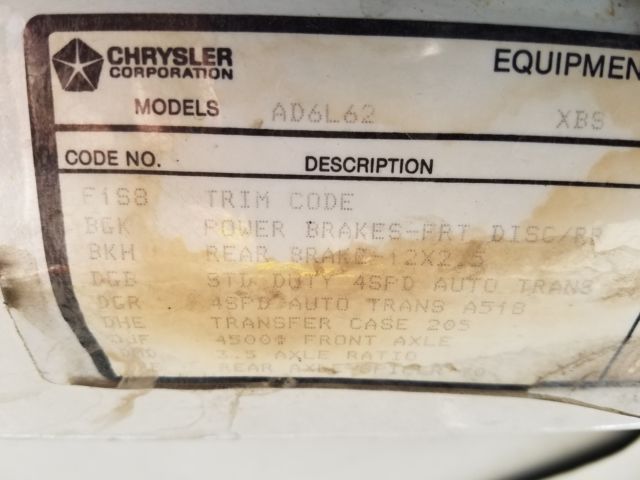 CHRYSLER
CORPORATION
EQUIPMEN
MODELS AD6L62 XBS
CODE NO. DESCRIPTION
F1S8 TRIM CODE
BGK POWER BRAKES-FRT DISC/RR
BKH REAR BRAKE 12X2.5
DGB STD DUTY 4SPD AUTO TRANS
DGR 4SPD AUTO TRANS A518
DHE TRANSFER CASE 205
4500# FRONT AXLE
3.5 AXLE RATIO
REAR AXLE